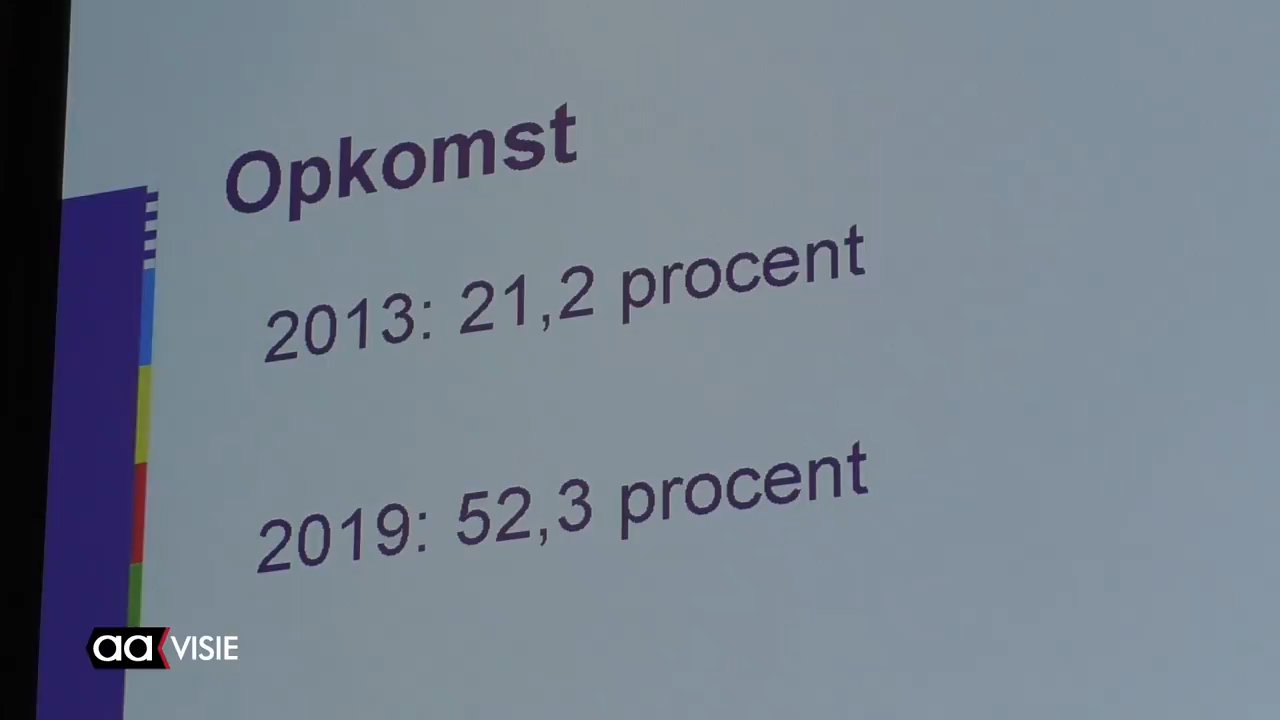 Opkomst
2013: 21,2 procent
2019: 52,3 procent
aa VISIE